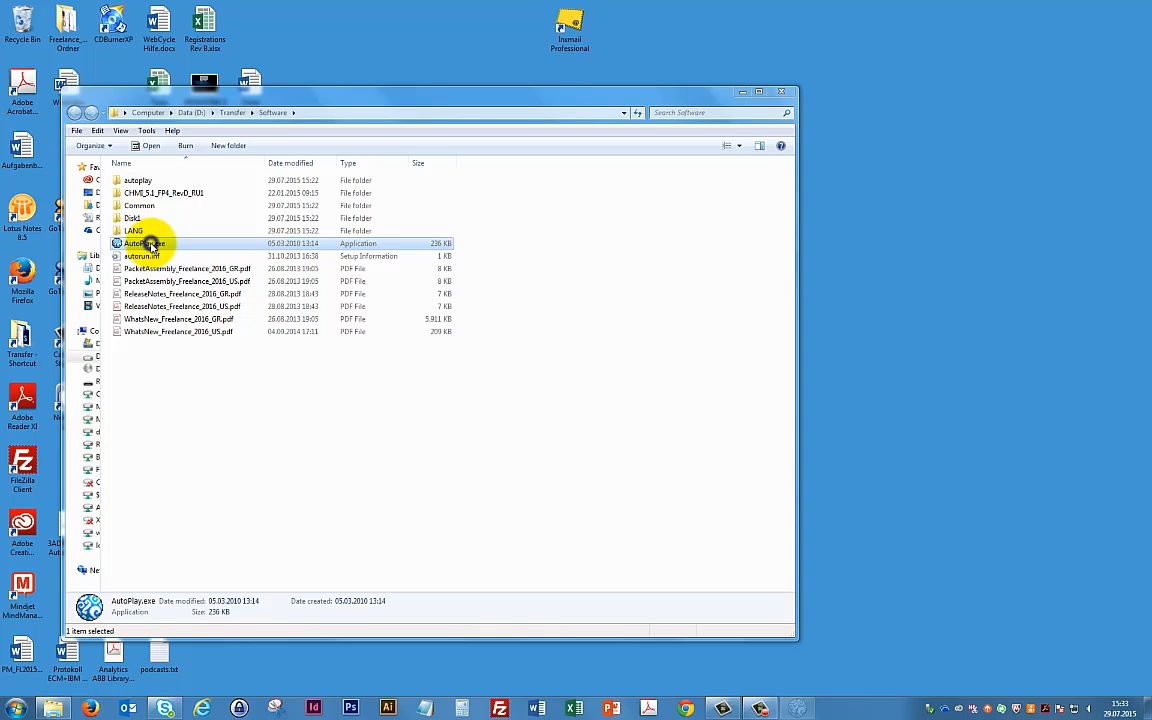 Recycle Bin
Freelance_...
Ordner
CDBurnerXP
WebCycle
Hilfe.docx
Registrations
Rev B.xlsx
Inxmail
Professional
Adobe
Acrobat...
Computer
Data (D:)
Transfer
Software
Search Software
File Edit View Tools Help
Organize
Open
Burn
New folder
Name
Date modified
Type
Size
autoplay 29.07.2015 15:22 File folder
CHMI_5.1_FP4_RevD_RU1 22.01.2015 09:15 File folder
Common 29.07.2015 15:22 File folder
Disk1 29.07.2015 15:22 File folder
LANG 29.07.2015 15:22 File folder
AutoPlay.exe 05.03.2010 13:14 Application 236 KB
autorun.inf 31.10.2013 16:38 Setup Information 1 KB
PacketAssembly_Freelance_2016_GR.pdf 26.08.2013 19:05 PDF File 8 KB
PacketAssembly_Freelance_2016_US.pdf 26.08.2013 19:05 PDF File 8 KB
ReleaseNotes_Freelance_2016_GR.pdf 28.08.2013 18:43 PDF File 7 KB
ReleaseNotes_Freelance_2016_US.pdf 28.08.2013 18:43 PDF File 7 KB
WhatsNew_Freelance_2016_GR.pdf 26.08.2013 19:05 PDF File 5.911 KB
WhatsNew_Freelance_2016_US.pdf 04.09.2014 17:11 PDF File 209 KB
Fav
Lib
Co
Ne
Aufgabenb...
Lotus Notes
8.5
Mozilla
Firefox
Transfer -
Shortcut
Adobe
Reader XI
FileZilla
Client
Adobe
Creati...
Mindjet
MindMana...
AutoPlay.exe Date modified: 05.03.2010 13:14 Date created: 05.03.2010 13:14
Application Size: 236 KB
1 item selected
PM_FL2015...
Protokoll
ECM+IBM ...
Analytics
ABB Library...
podcasts.txt
15:33
29.07.2015